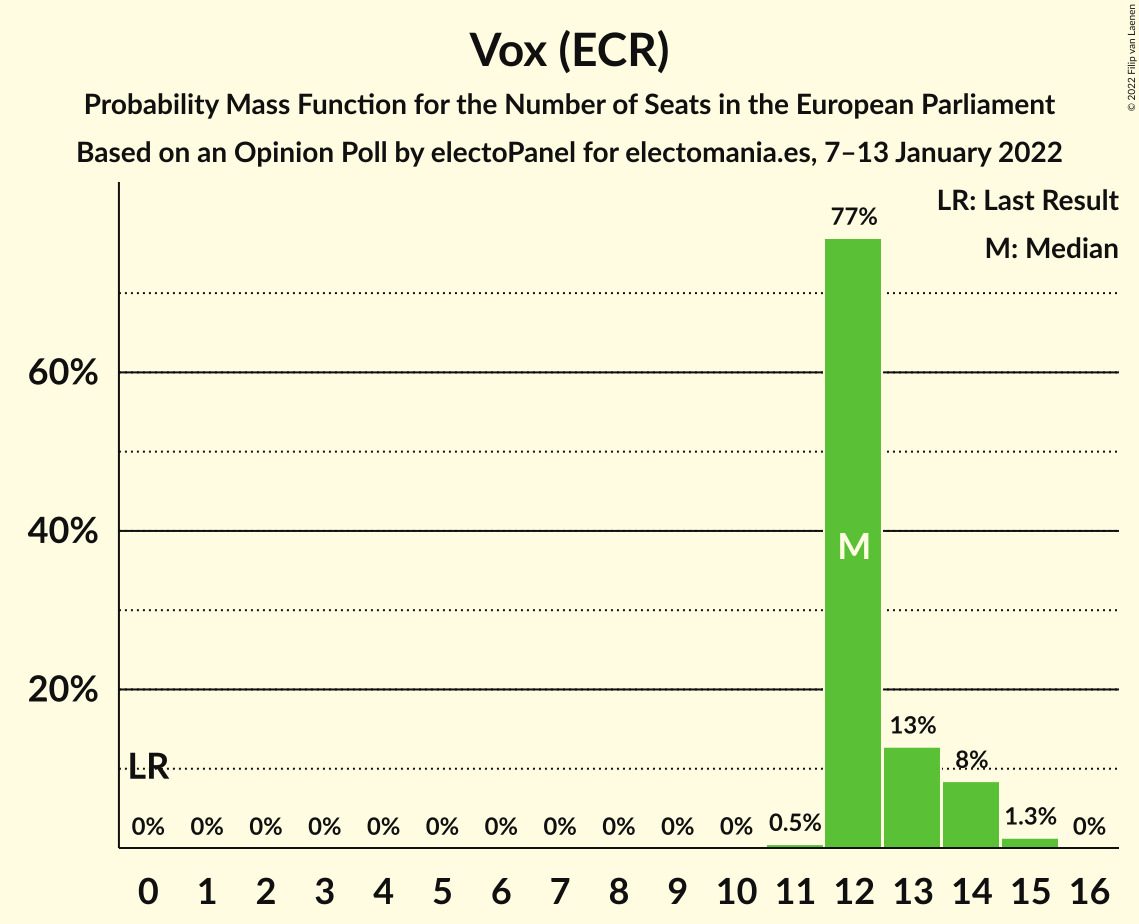 Vox (ECR)
Probability Mass Function for the Number of Seats in the European Parliament
Based on an Opinion Poll by electoPanel for electomania.es, 7–13 January 2022
© 2022 Filip van Laenen
LR: Last Result
M: Median
60%
40%
20%
LR
M
0% 0% 0% 0% 0% 0% 0% 0% 0% 0% 0% 0.5% 77% 13% 8% 1.3% 0%
0 1 2 3 4 5 6 7 8 9 10 11 12 13 14 15 16